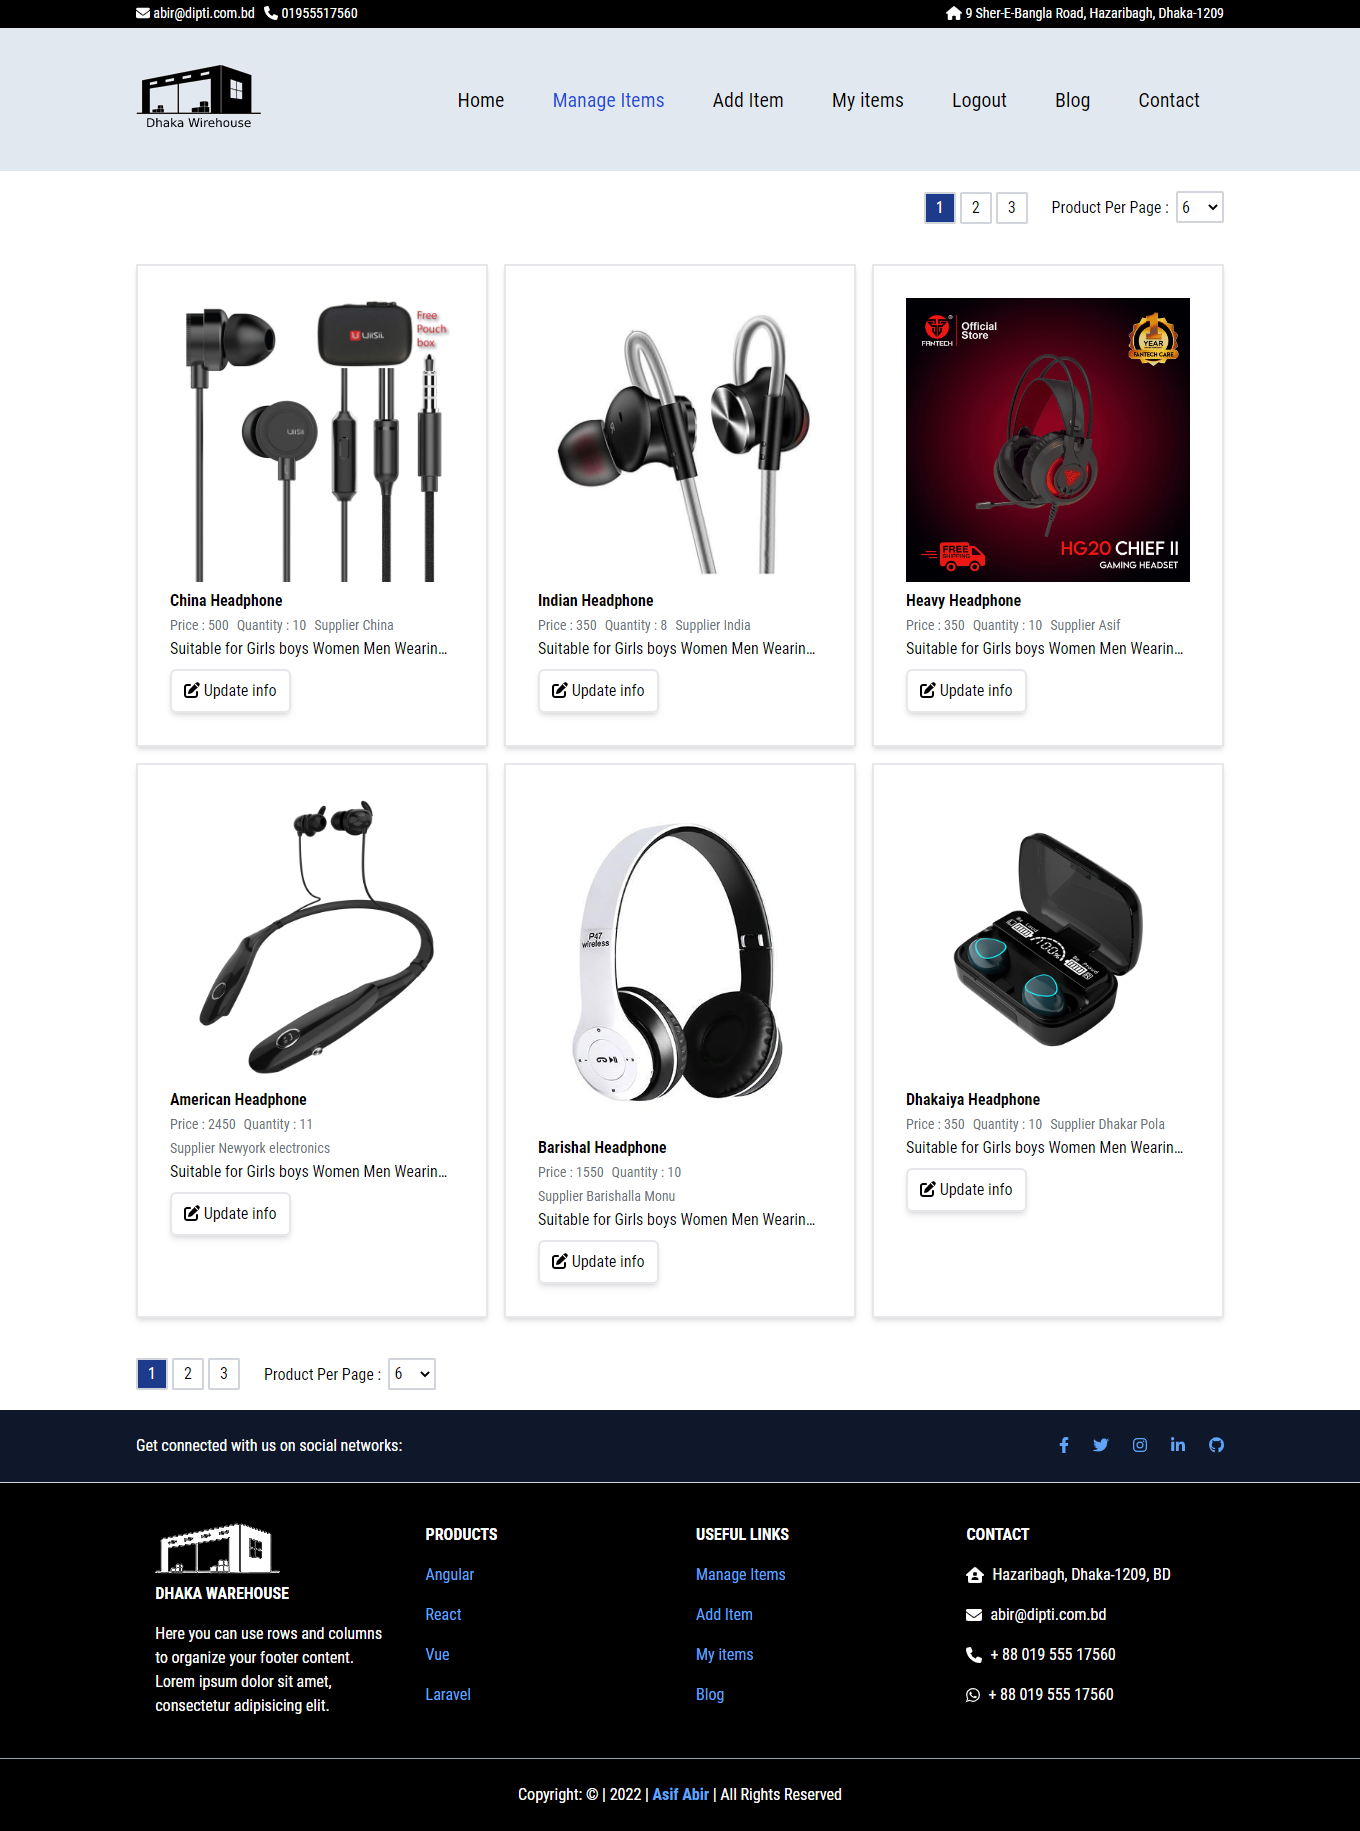 abir@dipti.com.bd 01955517560
9 Sher-E-Bangla Road, Hazaribagh, Dhaka-1209
Dhaka Wirehouse
Home Manage Items Add Item My items Logout Blog Contact
1 2 3 Product Per Page : 6
Free
Pouch
box
UiiSii
UiiSii
China Headphone
Price : 500 Quantity : 10 Supplier China
Suitable for Girls boys Women Men Wearin...
Update info
Indian Headphone
Price : 350 Quantity : 8 Supplier India
Suitable for Girls boys Women Men Wearin...
Update info
FANTECH
Official
Store
1
YEAR
FANTECH CARE
FREE
SHIPPING
HG20 CHIEF II
GAMING HEADSET
Heavy Headphone
Price : 350 Quantity : 10 Supplier Asif
Suitable for Girls boys Women Men Wearin...
Update info
American Headphone
Price : 2450 Quantity : 11
Supplier Newyork electronics
Suitable for Girls boys Women Men Wearin...
Update info
P47
wireless
Barishal Headphone
Price : 1550 Quantity : 10
Supplier Barishalla Monu
Suitable for Girls boys Women Men Wearin...
Update info
100%
Dhakaiya Headphone
Price : 350 Quantity : 10 Supplier Dhakar Pola
Suitable for Girls boys Women Men Wearin...
Update info
1 2 3 Product Per Page : 6
Get connected with us on social networks:
DHAKA WAREHOUSE
Here you can use rows and columns
to organize your footer content.
Lorem ipsum dolor sit amet,
consectetur adipisicing elit.
PRODUCTS
Angular
React
Vue
Laravel
USEFUL LINKS
Manage Items
Add Item
My items
Blog
CONTACT
Hazaribagh, Dhaka-1209, BD
abir@dipti.com.bd
+ 88 019 555 17560
+ 88 019 555 17560
Copyright: © | 2022 | Asif Abir | All Rights Reserved